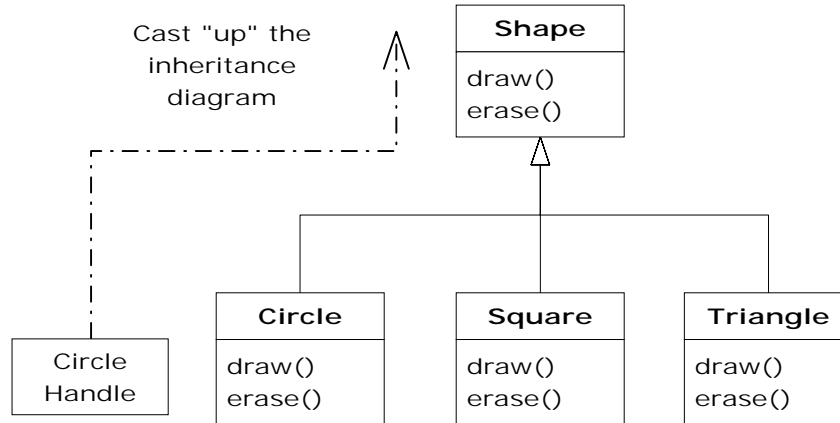 Cast "up" the
inheritance
diagram
Shape
draw()
erase()
Circle
Handle
Circle
draw()
erase()
Square
draw()
erase()
Triangle
draw()
erase()